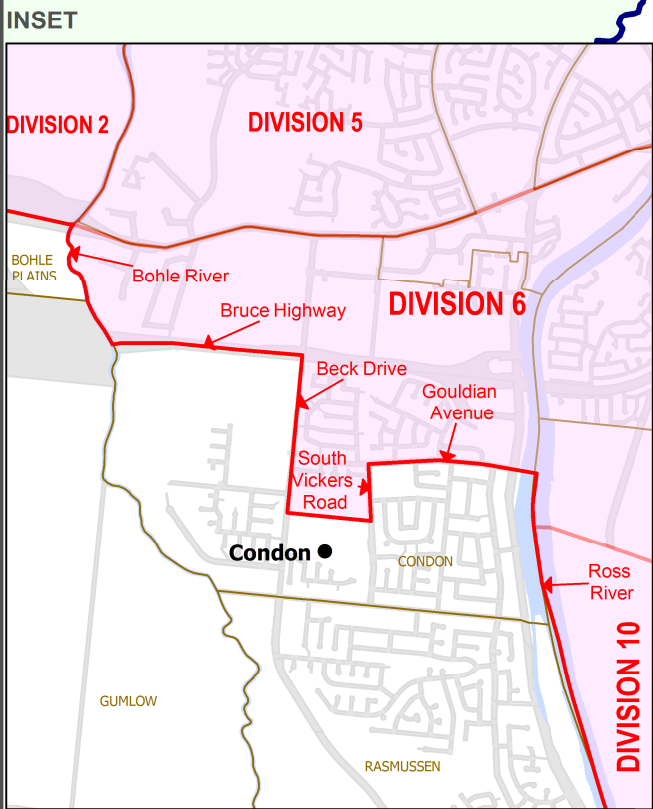 INSET
DIVISION 2
DIVISION 5
BOHLE
PLAINS
Bohle River
DIVISION 6
Bruce Highway
Beck Drive
Gouldian
Avenue
South
Vickers
Road
Condon
CONDON
Ross
River
DIVISION 10
GUMLOW
RASMUSSEN